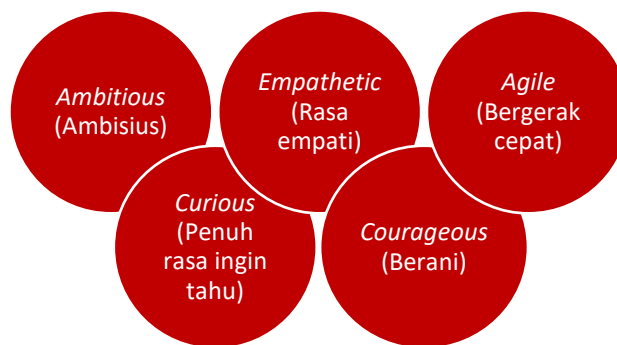 Ambitious
(Ambisius)
Curious
(Penuh
rasa ingin
tahu)
Empathetic
(Rasa
empati)
Courageous
(Berani)
Agile
(Bergerak
cepat)